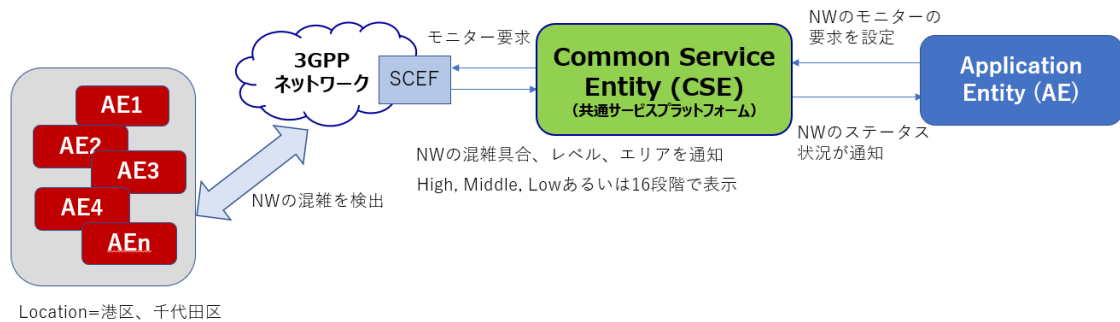 AE1
AE2
AE3
AE4
AEn
Location=港区、千代田区
3GPP
ネットワーク
SCEF
NWの混雑を検出
モニター要求
Common Service
Entity (CSE)
(共通サービスプラットフォーム)
NWの混雑具合、レベル、エリアを通知
High, Middle, Lowあるいは16段階で表示
NWのモニターの
要求を設定
NWのステータス
状況が通知
Application
Entity (AE)